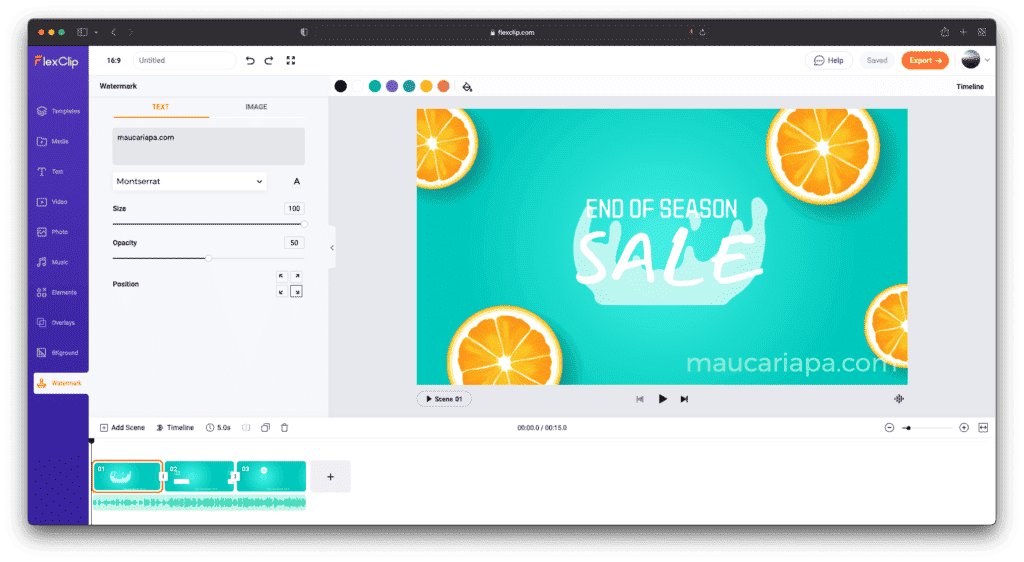 flexclip.com
FlexClip
16:9 Untitled
Help Saved Export →
Watermark
Timeline
Templates
Media
Text
Video
Photo
Music
Elements
Overlays
BKground
Watermark
TEXT IMAGE
maucariapa.com
Montserrat A
Size 100
Opacity 50
Position
END OF SEASON
SALE
maucariapa.com
Scene 01
Add Scene Timeline 5.0s 00:00.0 / 00:15.0
01 02 03